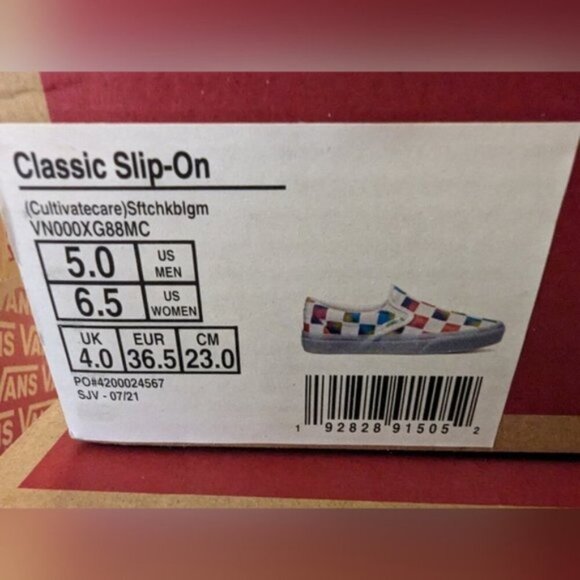 Classic Slip-On
(Cultivatecare)Sftchkblgm
VN000XG88MC
5.0 US MEN
6.5 US WOMEN
UK EUR CM
4.0 36.5 23.0
PO#4200024567
SJV - 07/21
1 92828 91505 2
VANS
VANS